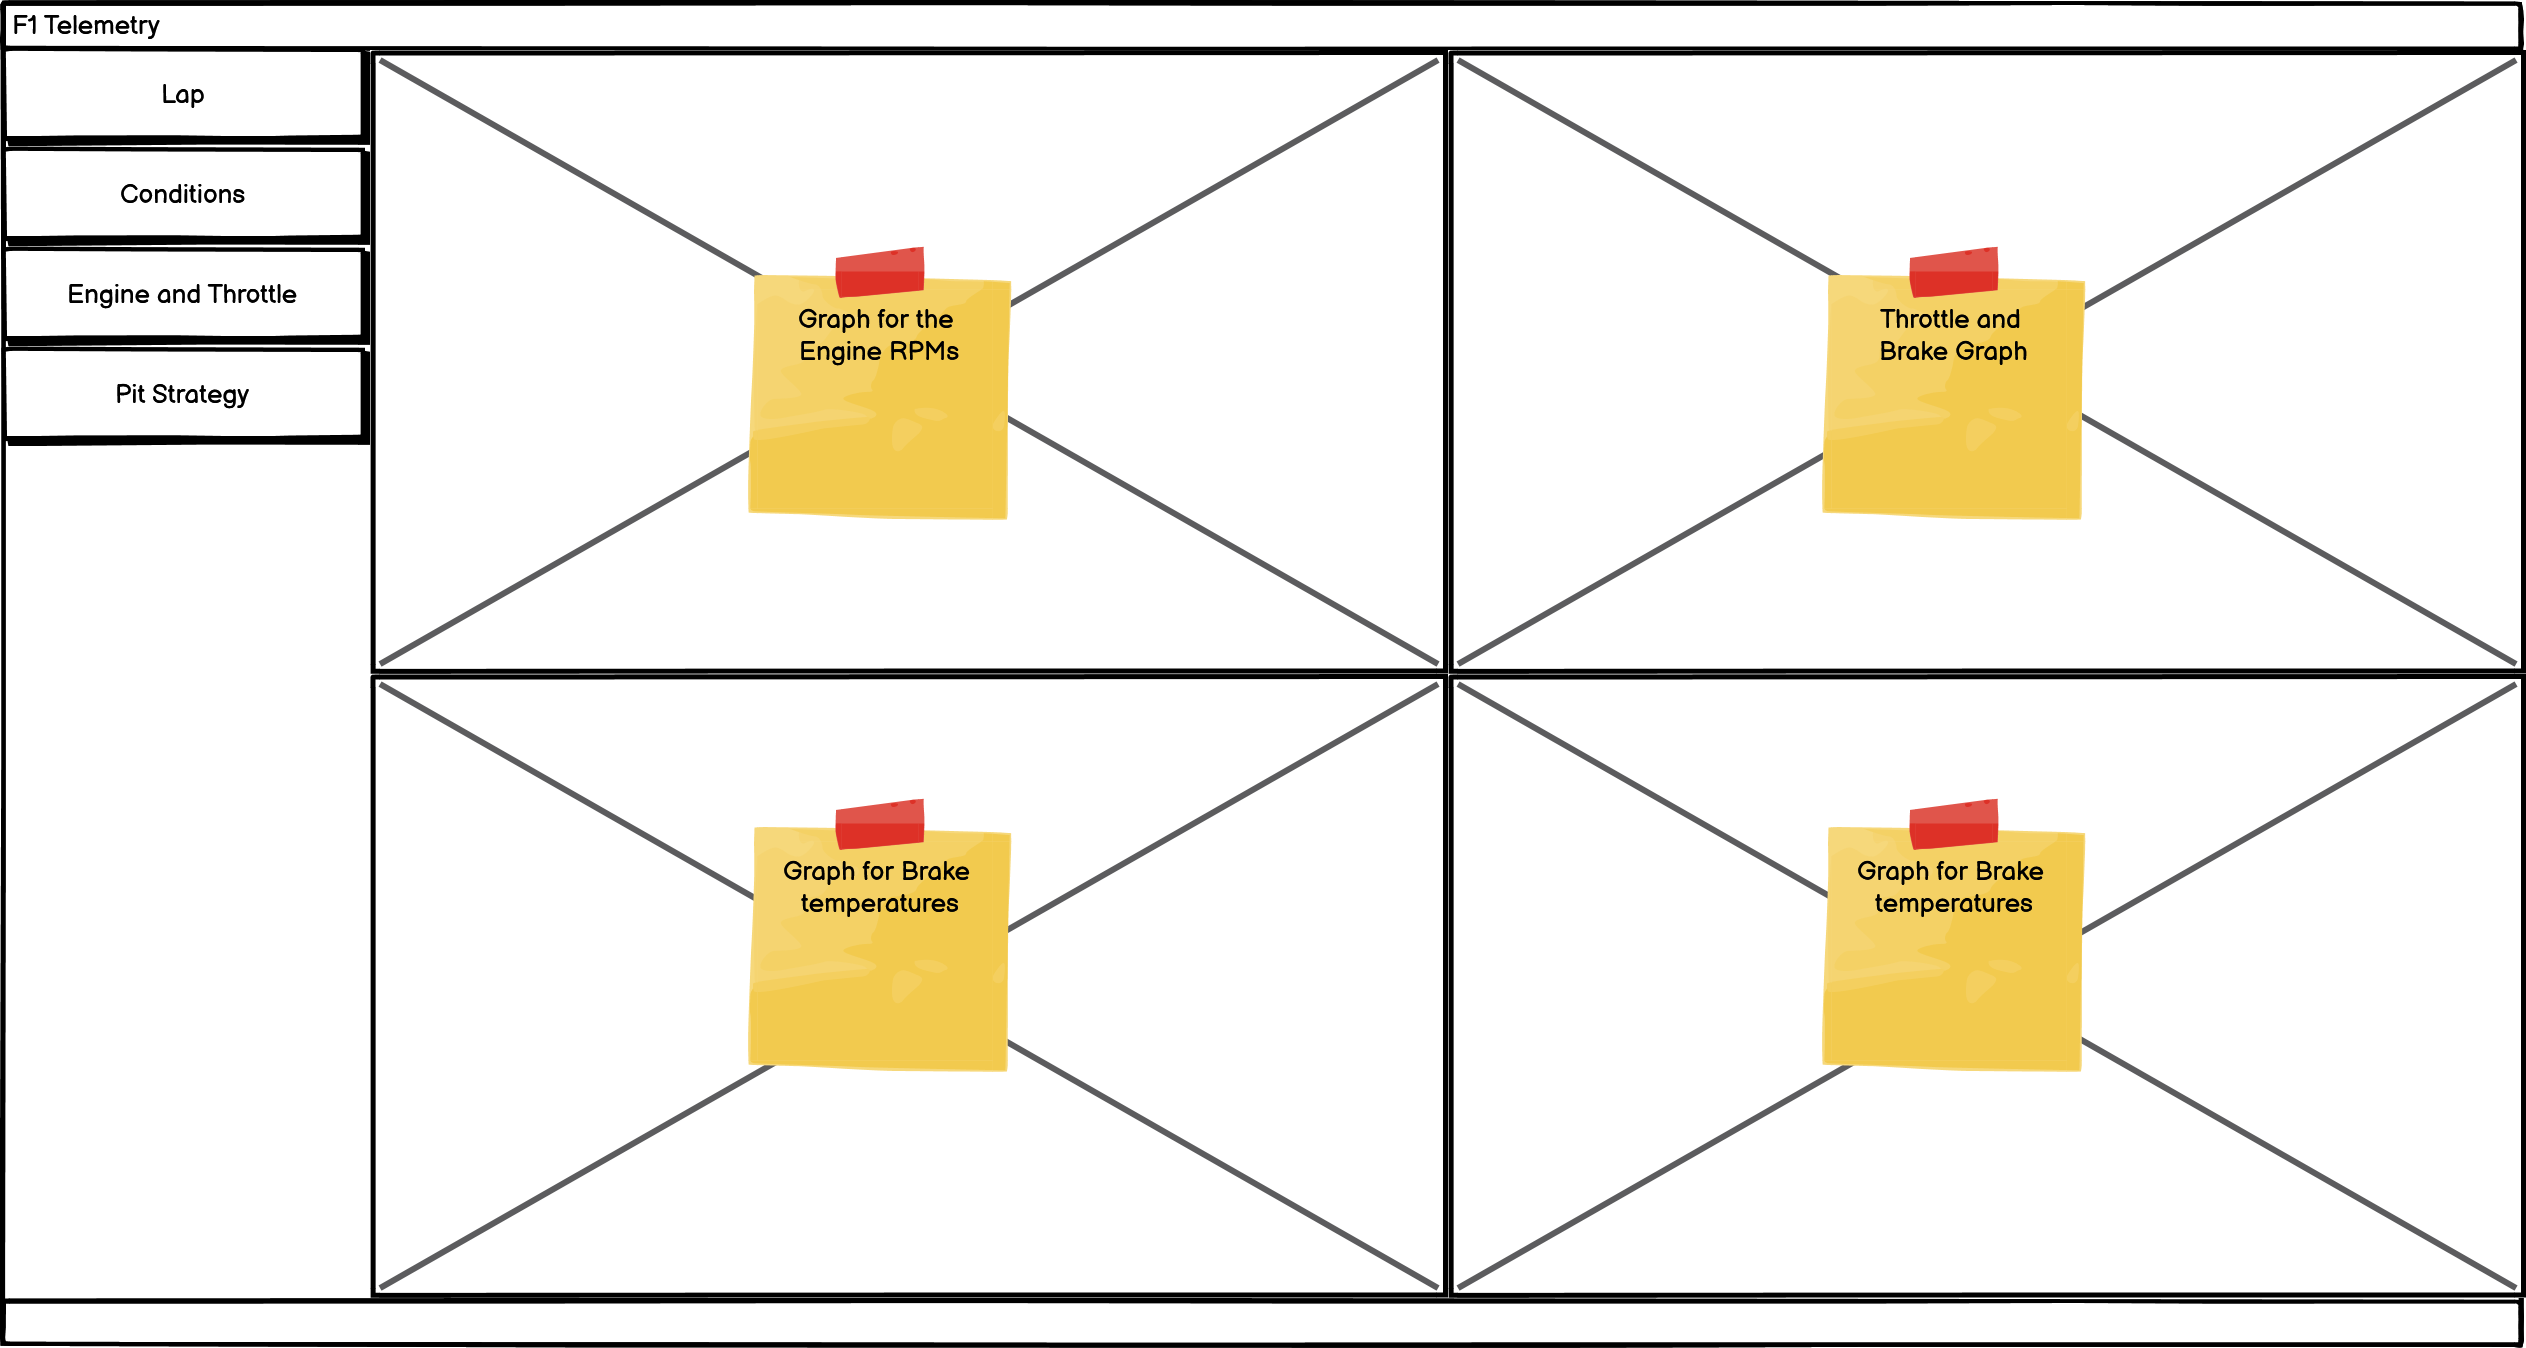 F1 Telemetry
Lap
Conditions
Engine and Throttle
Pit Strategy
Graph for the
Engine RPMs
Throttle and
Brake Graph
Graph for Brake
temperatures
Graph for Brake
temperatures